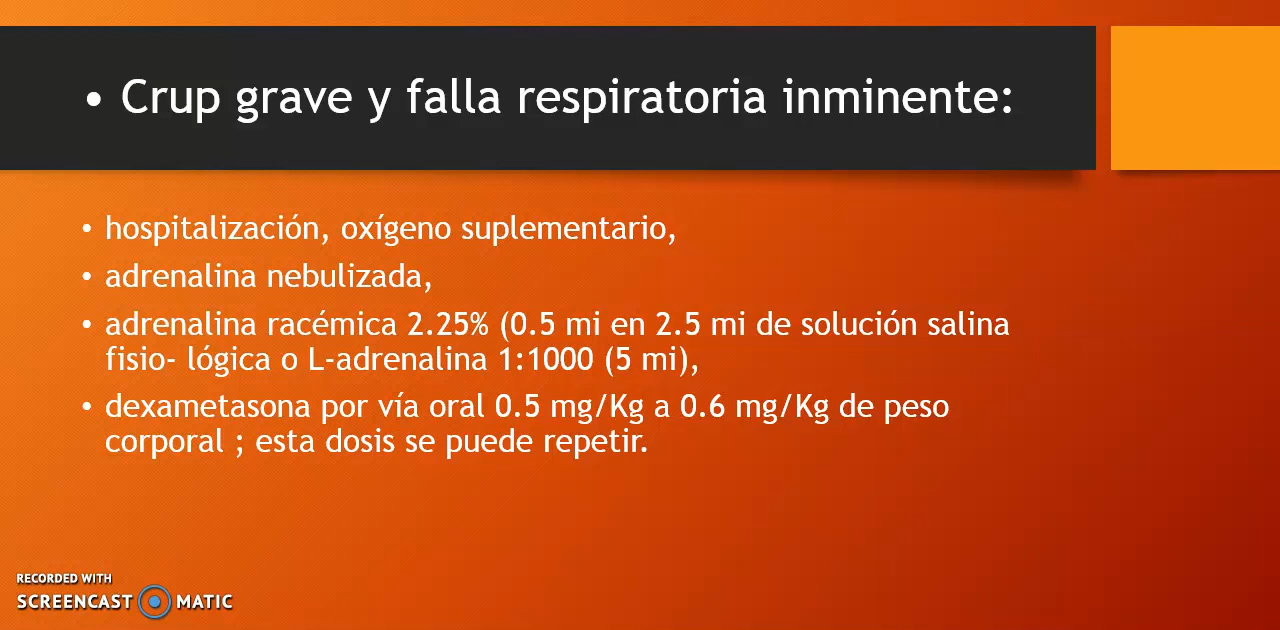 • Crup grave y falla respiratoria inminente:
• hospitalización, oxígeno suplementario,
• adrenalina nebulizada,
• adrenalina racémica 2.25% (0.5 mi en 2.5 mi de solución salina
fisio- lógica o L-adrenalina 1:1000 (5 mi),
• dexametasona por vía oral 0.5 mg/Kg a 0.6 mg/Kg de peso
corporal ; esta dosis se puede repetir.
RECORDED WITH
SCREENCAST MATIC